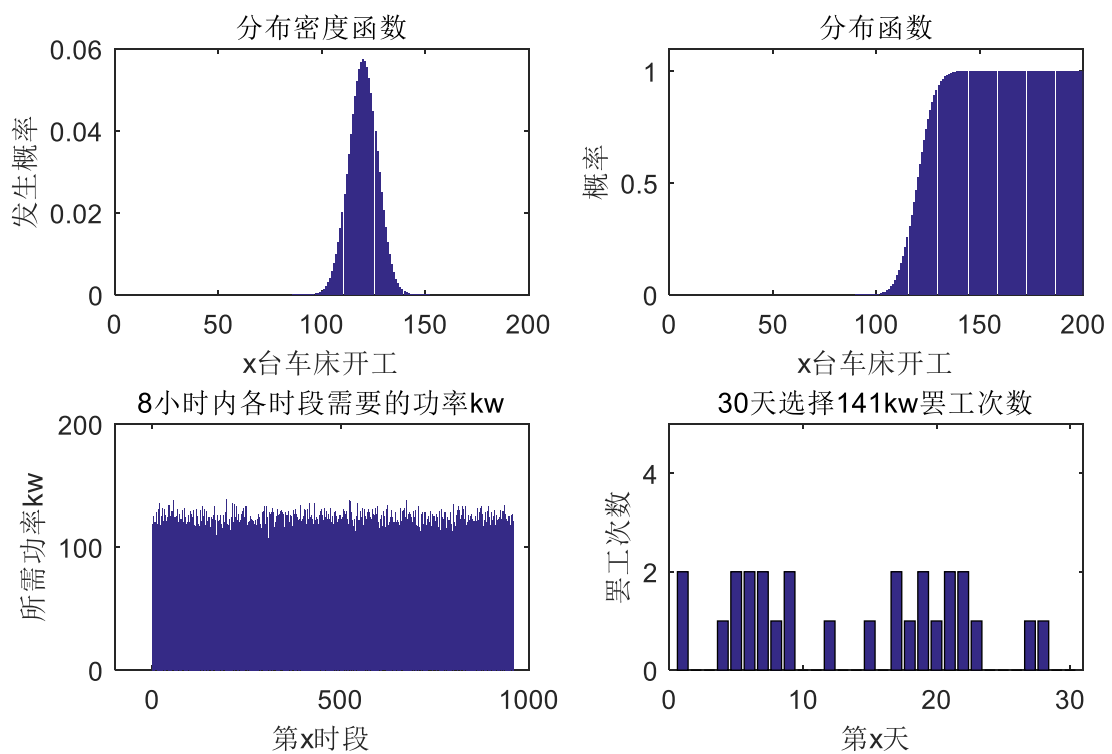 分布密度函数
0.06
0.04
0.02
0
发生概率
0 50 100 150 200
x台车床开工
分布函数
1
0.5
0
概率
0 50 100 150 200
x台车床开工
8小时内各时段需要的功率kw
200
100
0
所需功率kw
0 500 1000
第x时段
30天选择141kw罢工次数
4
2
0
罢工次数
0 10 20 30
第x天